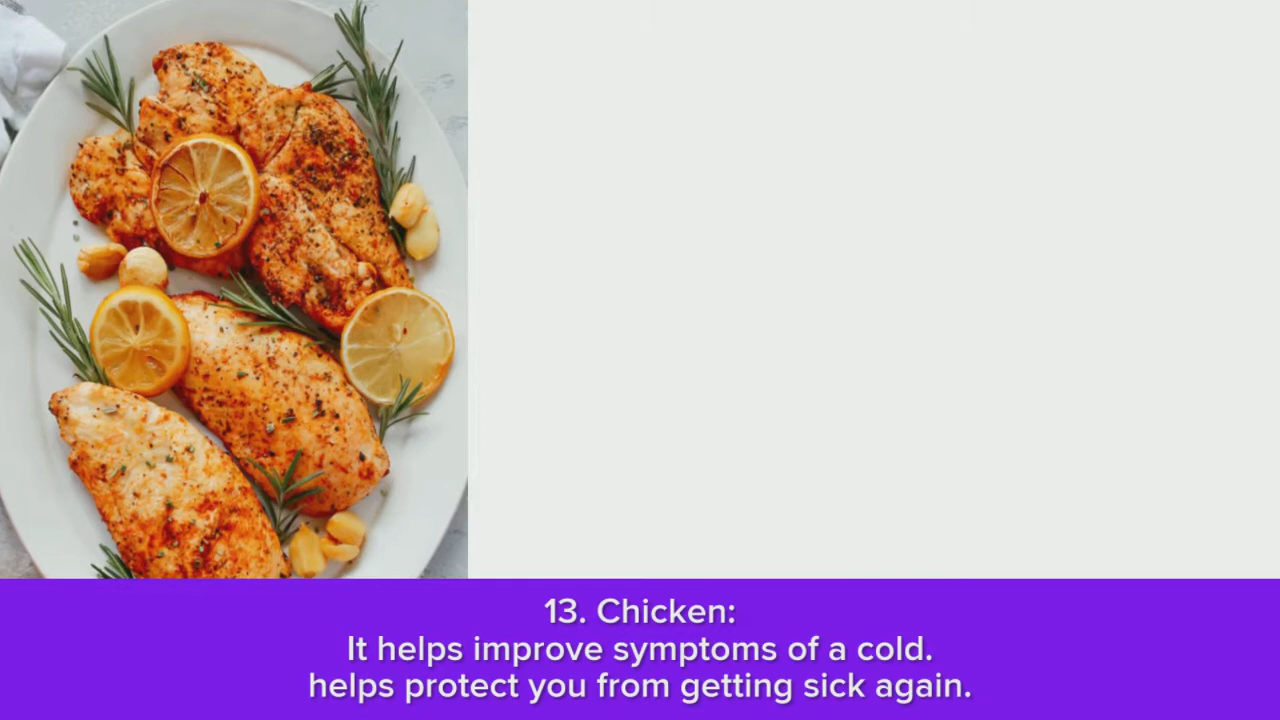 13. Chicken:
It helps improve symptoms of a cold.
helps protect you from getting sick again.